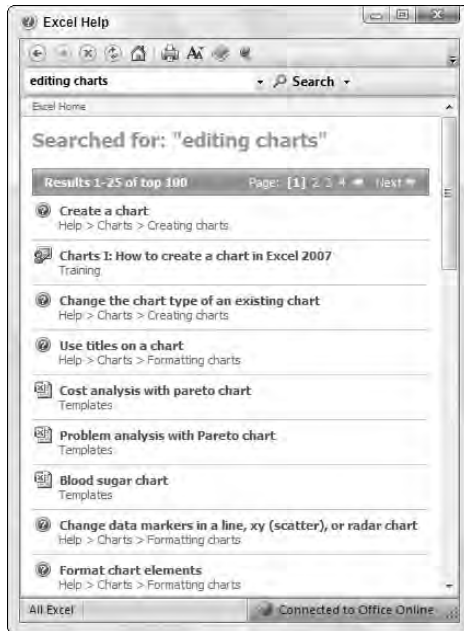 Excel Help
editing charts
Search
Excel Home
Searched for: "editing charts"
Results 1-25 of top 100 Page: [1] 2 3 4 Next
Create a chart
Help > Charts > Creating charts
Charts I: How to create a chart in Excel 2007
Training
Change the chart type of an existing chart
Help > Charts > Creating charts
Use titles on a chart
Help > Charts > Formatting charts
Cost analysis with pareto chart
Templates
Problem analysis with Pareto chart
Templates
Blood sugar chart
Templates
Change data markers in a line, xy (scatter), or radar chart
Help > Charts > Formatting charts
Format chart elements
Help > Charts > Formatting charts
All Excel Connected to Office Online